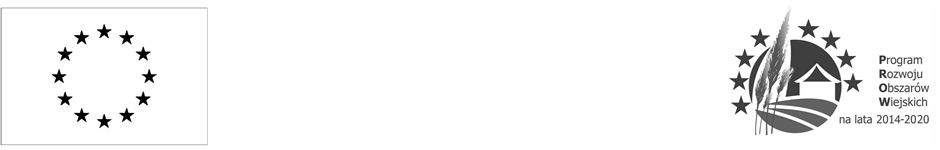 Program
Rozwoju
Obszarów
Wiejskich
na lata 2014-2020